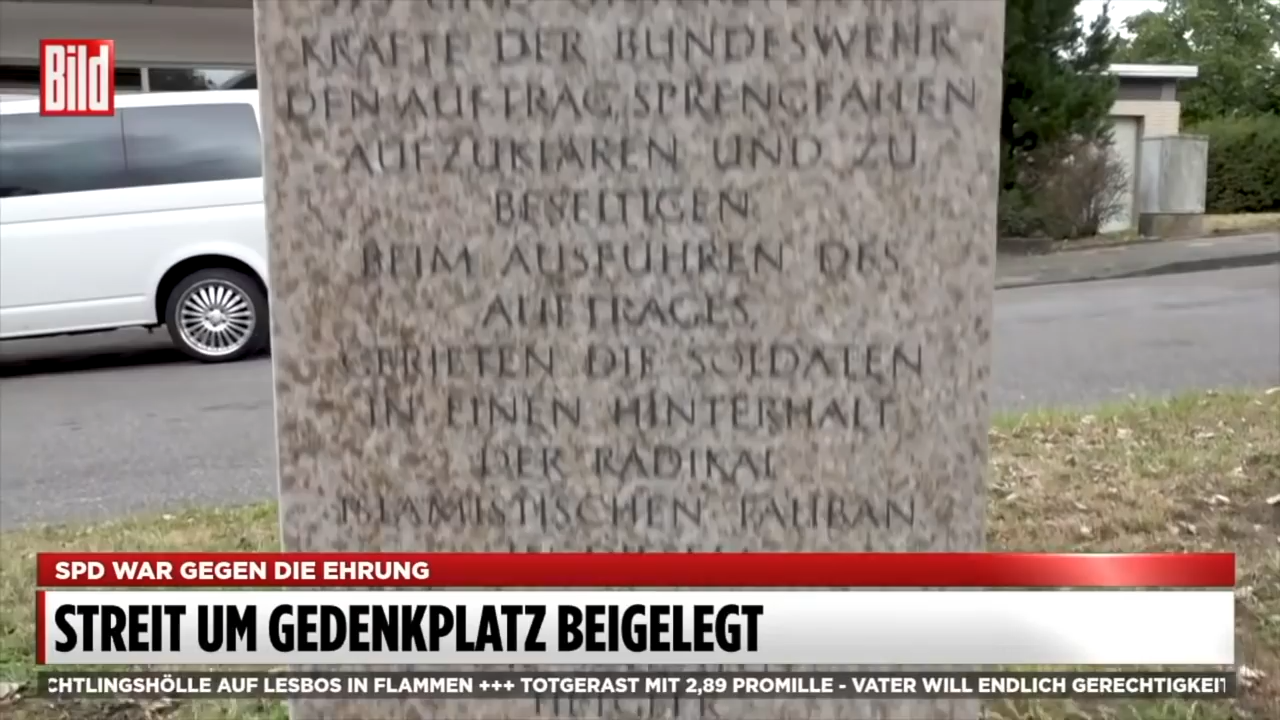 Bild
KRÄFTE DER BUNDESWEHR
DEN AUFTRAG, SPRENGFALLEN
AUFZUKLÄREN UND ZU
BESEITIGEN
BEIM AUSFÜHREN DES
AUFTRAGES
GERIETEN DIE SOLDATEN
IN EINEN HINTERHALT
DER RADIKAL
ISLAMISTISCHEN TALIBAN
SPD WAR GEGEN DIE EHRUNG
STREIT UM GEDENKPLATZ BEIGELEGT
CHTLINGSHÖLLE AUF LESBOS IN FLAMMEN +++ TOTGERAST MIT 2,89 PROMILLE - VATER WILL ENDLICH GERECHTIGKEIT